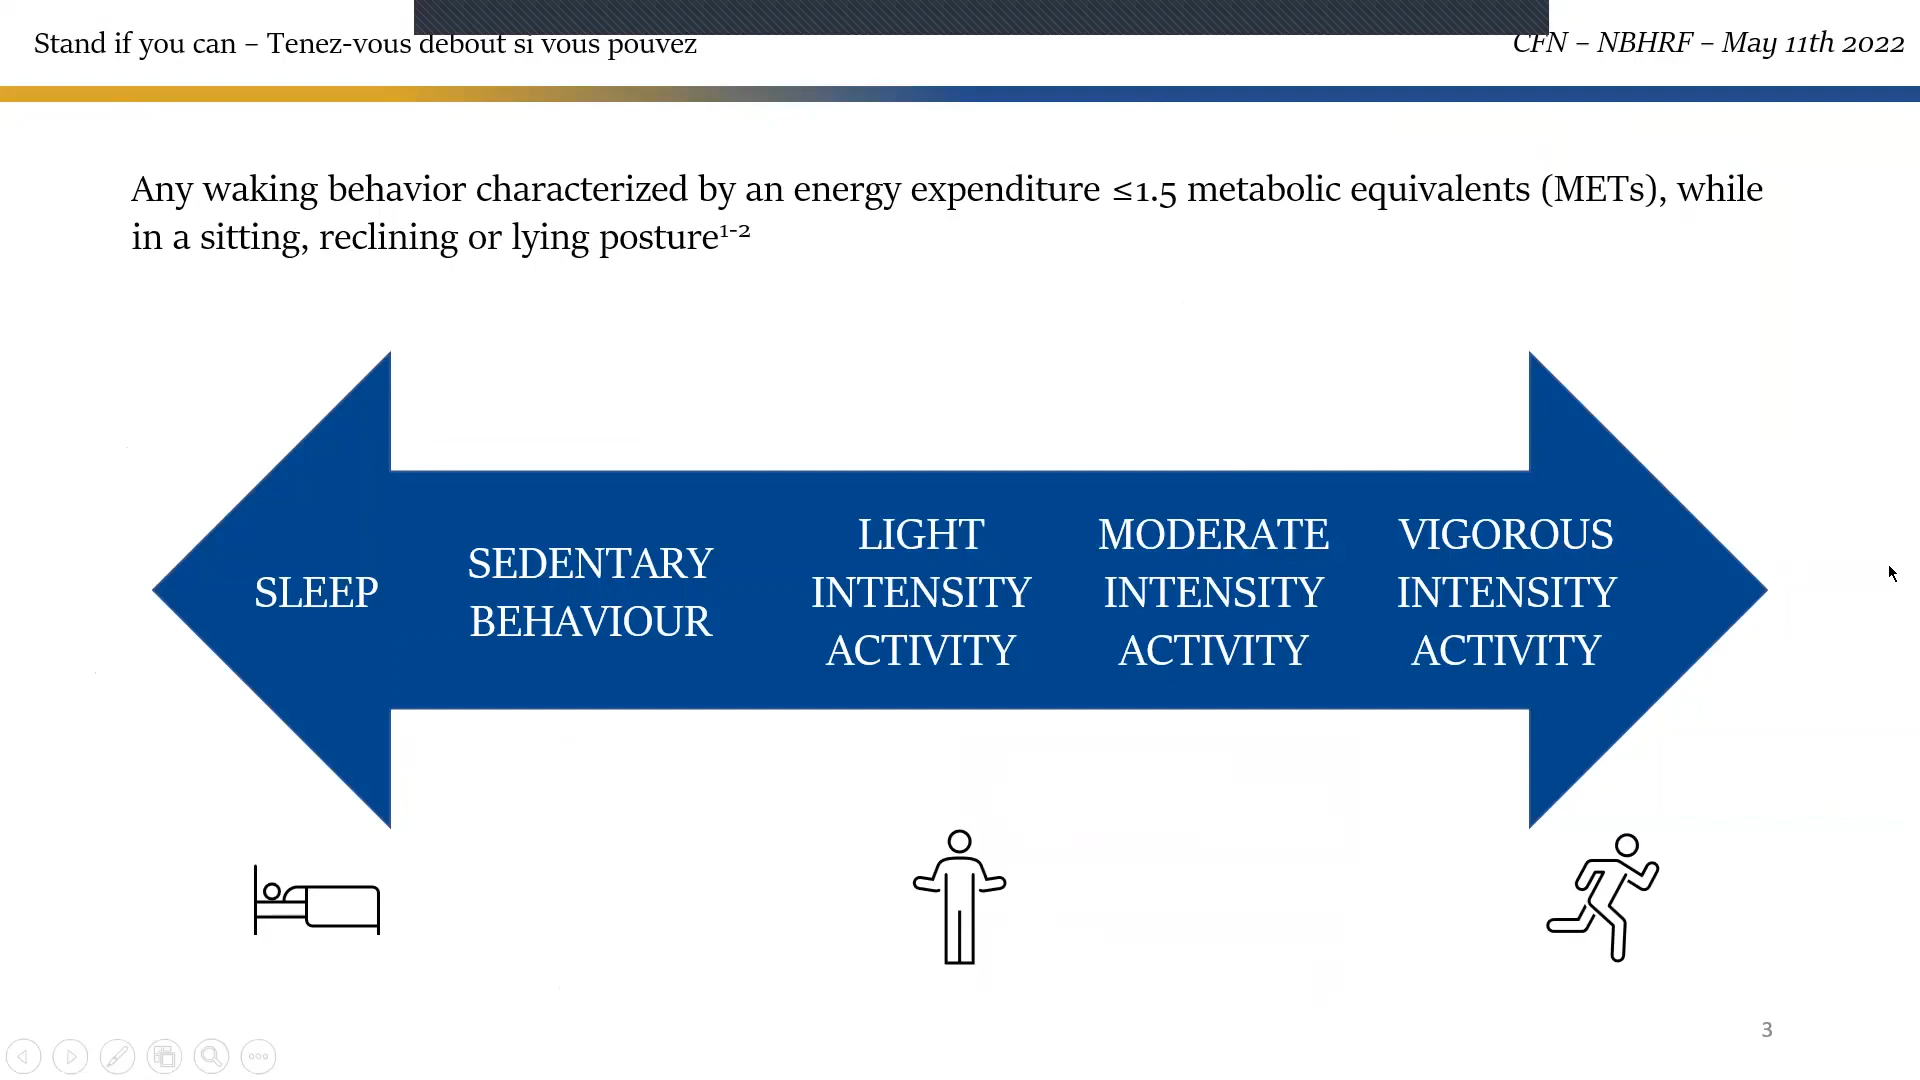 Stand if you can – Tenez-vous debout si vous pouvez
CFN – NBHRF – May 11th 2022
Any waking behavior characterized by an energy expenditure ≤1.5 metabolic equivalents (METs), while
in a sitting, reclining or lying posture¹⁻²
SLEEP
SEDENTARY
BEHAVIOUR
LIGHT
INTENSITY
ACTIVITY
MODERATE
INTENSITY
ACTIVITY
VIGOROUS
INTENSITY
ACTIVITY
3